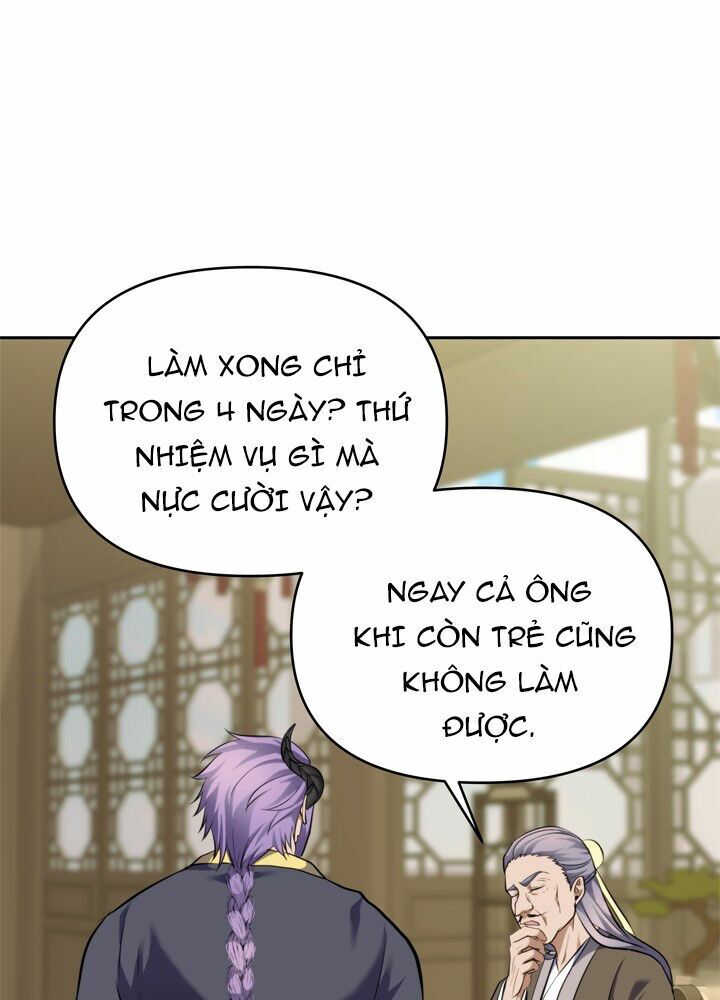 LÀM XONG CHỈ
TRONG 4 NGÀY? THỨ
NHIỆM VỤ GÌ MÀ
NỰC CƯỜI VẬY?
NGAY CẢ ÔNG
KHI CÒN TRẺ CŨNG
KHÔNG LÀM
ĐƯỢC.